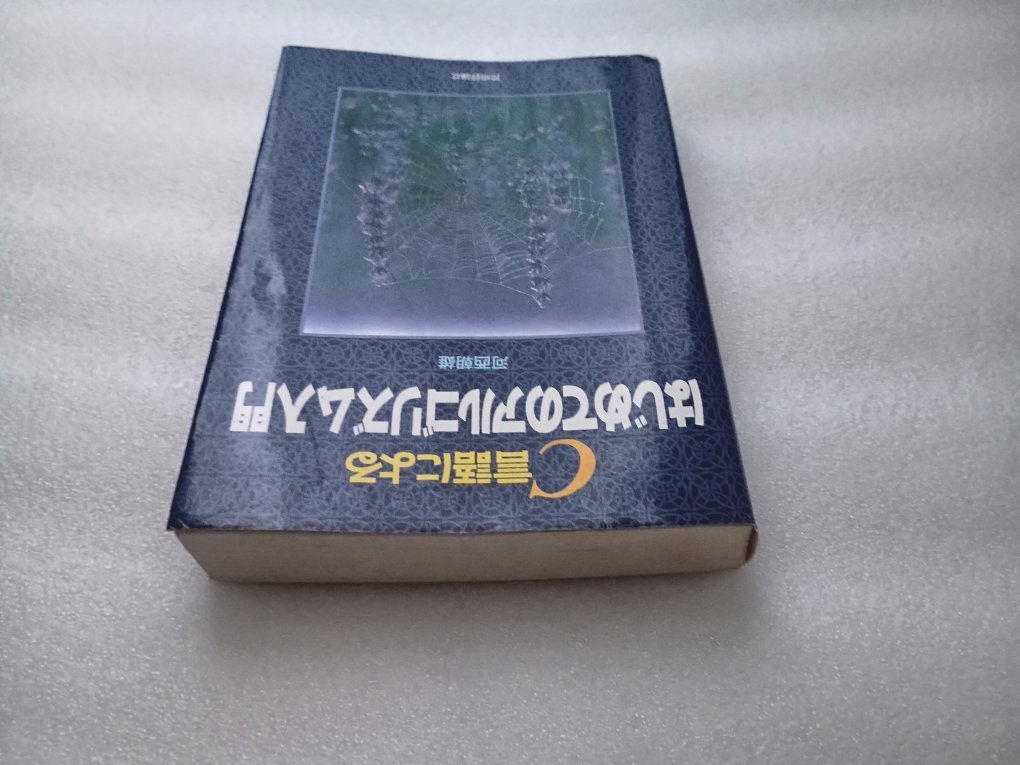 C言語による
はじめてのアルゴリズム入門
河西朝雄